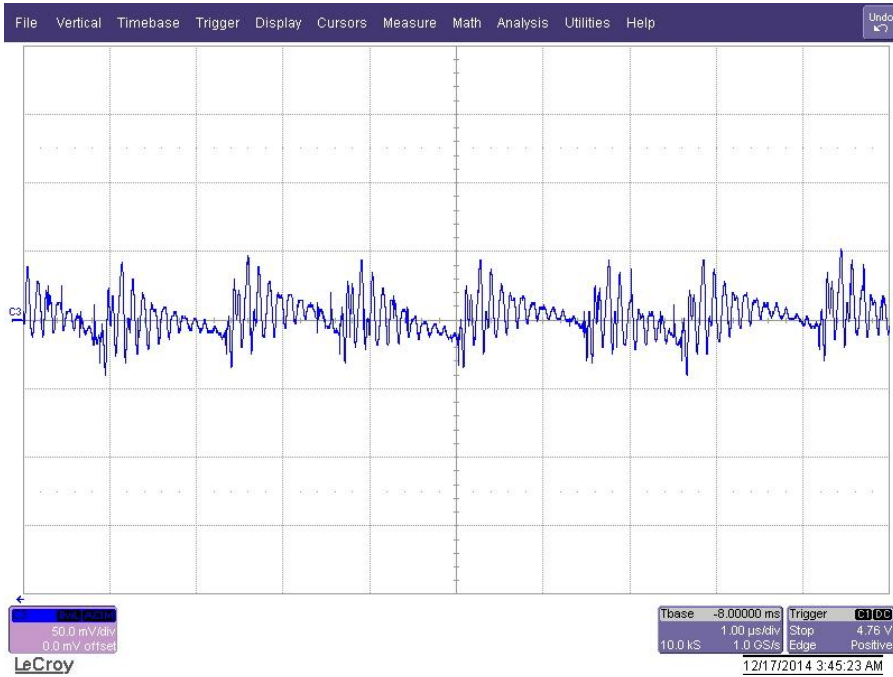 File Vertical Timebase Trigger Display Cursors Measure Math Analysis Utilities Help Undo
C3
50.0 mV/div
0.0 mV offset
LeCroy
Tbase -8.00000 ms
1.00 µs/div
10.0 kS 1.0 GS/s
Trigger C1 DC
Stop 4.76 V
Edge Positive
12/17/2014 3:45:23 AM